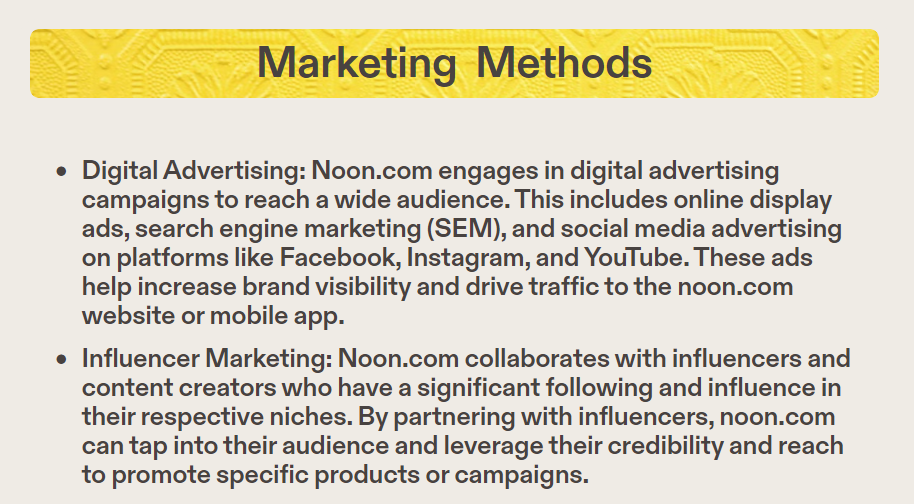 Marketing Methods
• Digital Advertising: Noon.com engages in digital advertising
campaigns to reach a wide audience. This includes online display
ads, search engine marketing (SEM), and social media advertising
on platforms like Facebook, Instagram, and YouTube. These ads
help increase brand visibility and drive traffic to the noon.com
website or mobile app.
• Influencer Marketing: Noon.com collaborates with influencers and
content creators who have a significant following and influence in
their respective niches. By partnering with influencers, noon.com
can tap into their audience and leverage their credibility and reach
to promote specific products or campaigns.